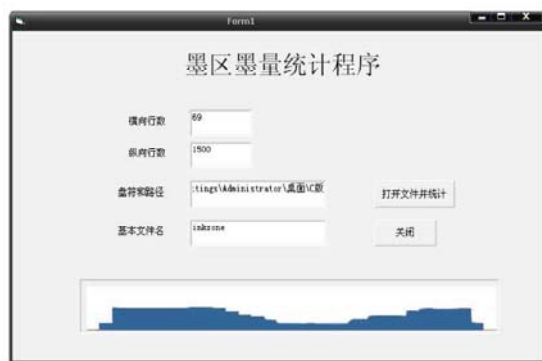 Form1
墨区墨量统计程序
横向行数 69
纵向行数 1500
盘符和路径 :tings\Administrator\桌面\C版 打开文件并统计
基本文件名 inkzone 关闭